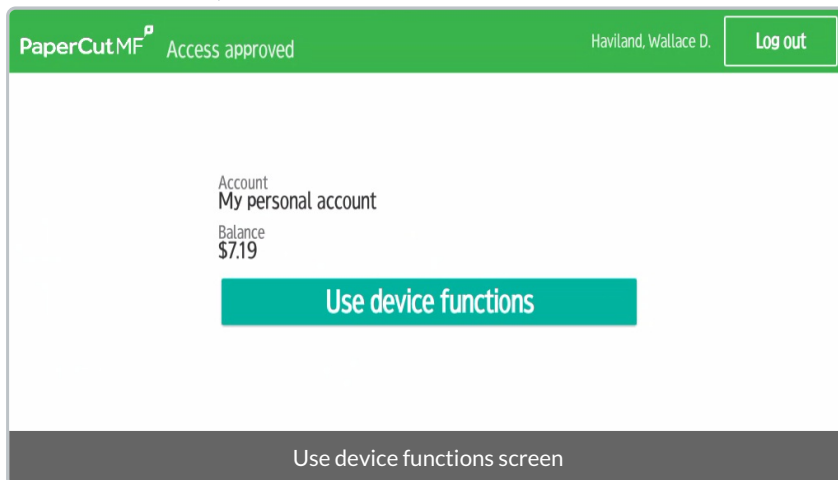 PaperCut MF Access approved Haviland, Wallace D. Log out
Account
My personal account
Balance
$7.19
Use device functions
Use device functions screen